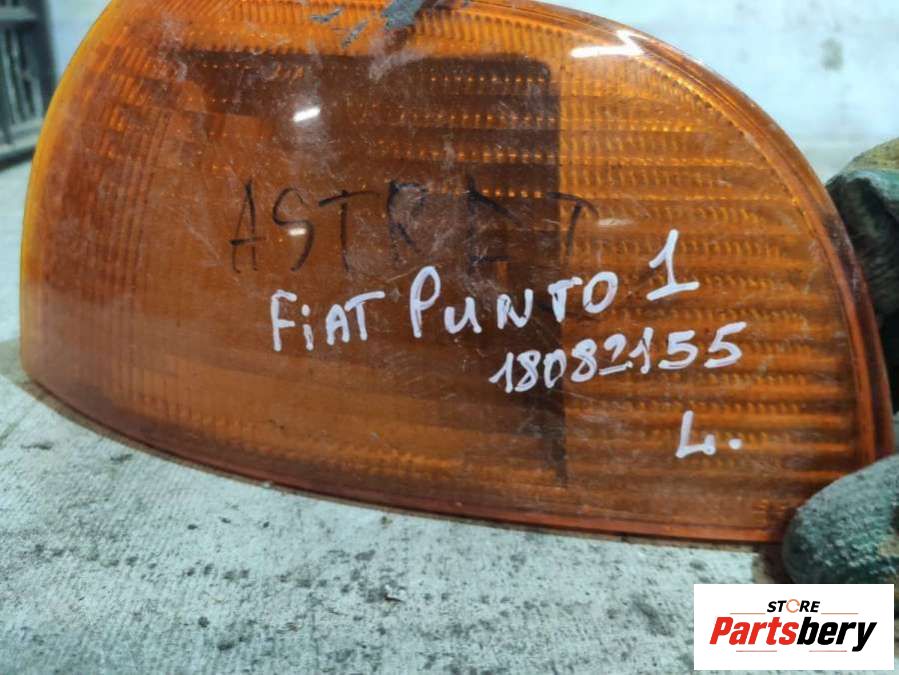 FiAT PUNTO 1
18082155
L.
STORE
Partsbery